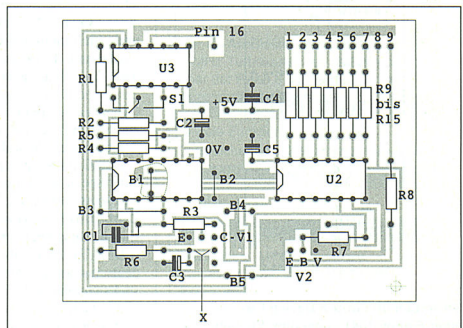 Pin 16
1 2 3 4 5 6 7 8 9
U3
R1
S1
+5V
C4
R9
bis
R15
R2
C2
R5
R4
0V
C5
B1
B2
U2
R8
B3
R3
B4
C1
E
C-V1
R6
R7
C3
E B V
V2
B5
X